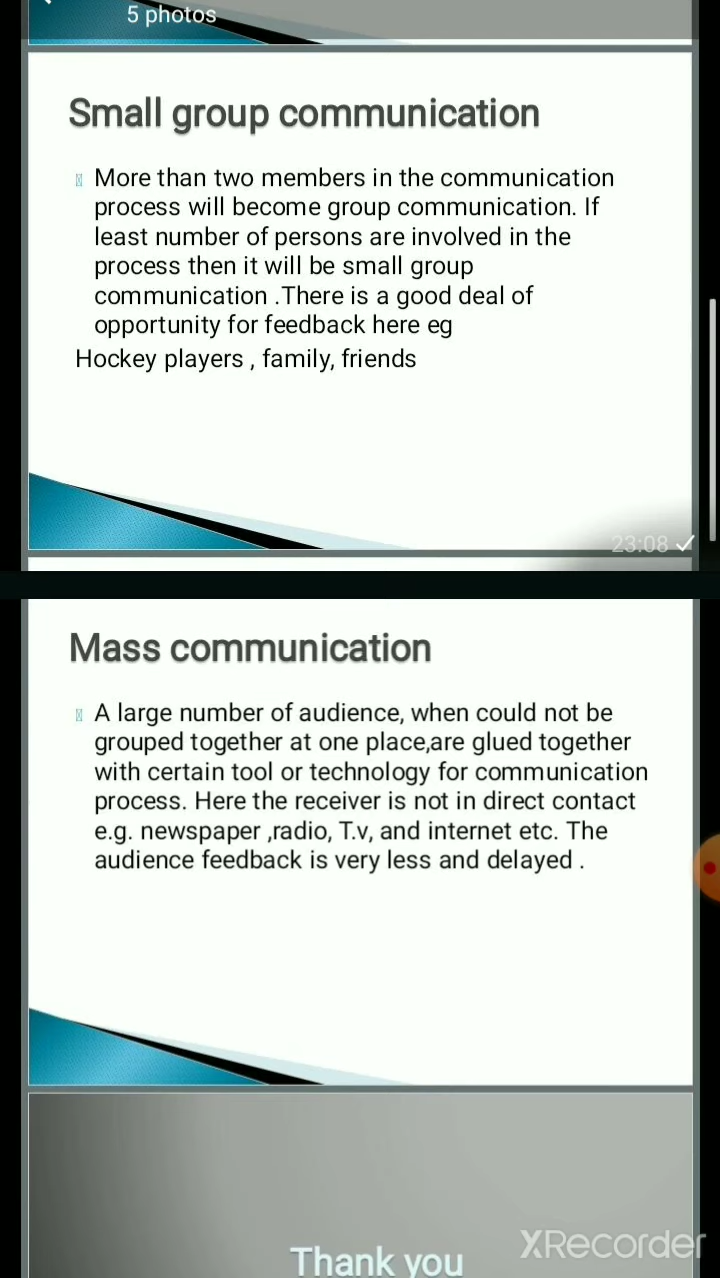 5 photos
Small group communication
More than two members in the communication
process will become group communication. If
least number of persons are involved in the
process then it will be small group
communication .There is a good deal of
opportunity for feedback here eg
Hockey players , family, friends
23:08
Mass communication
A large number of audience, when could not be
grouped together at one place,are glued together
with certain tool or technology for communication
process. Here the receiver is not in direct contact
e.g. newspaper ,radio, T.v, and internet etc. The
audience feedback is very less and delayed .
Thank you
XRecorder